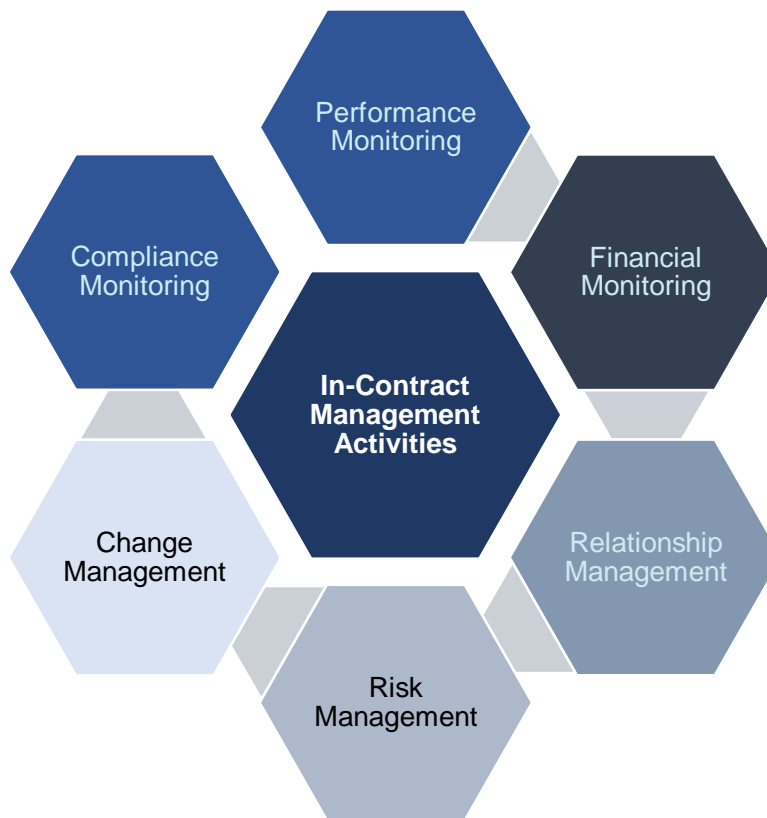 Performance
Monitoring
Compliance
Monitoring
Financial
Monitoring
In-Contract
Management
Activities
Change
Management
Relationship
Management
Risk
Management